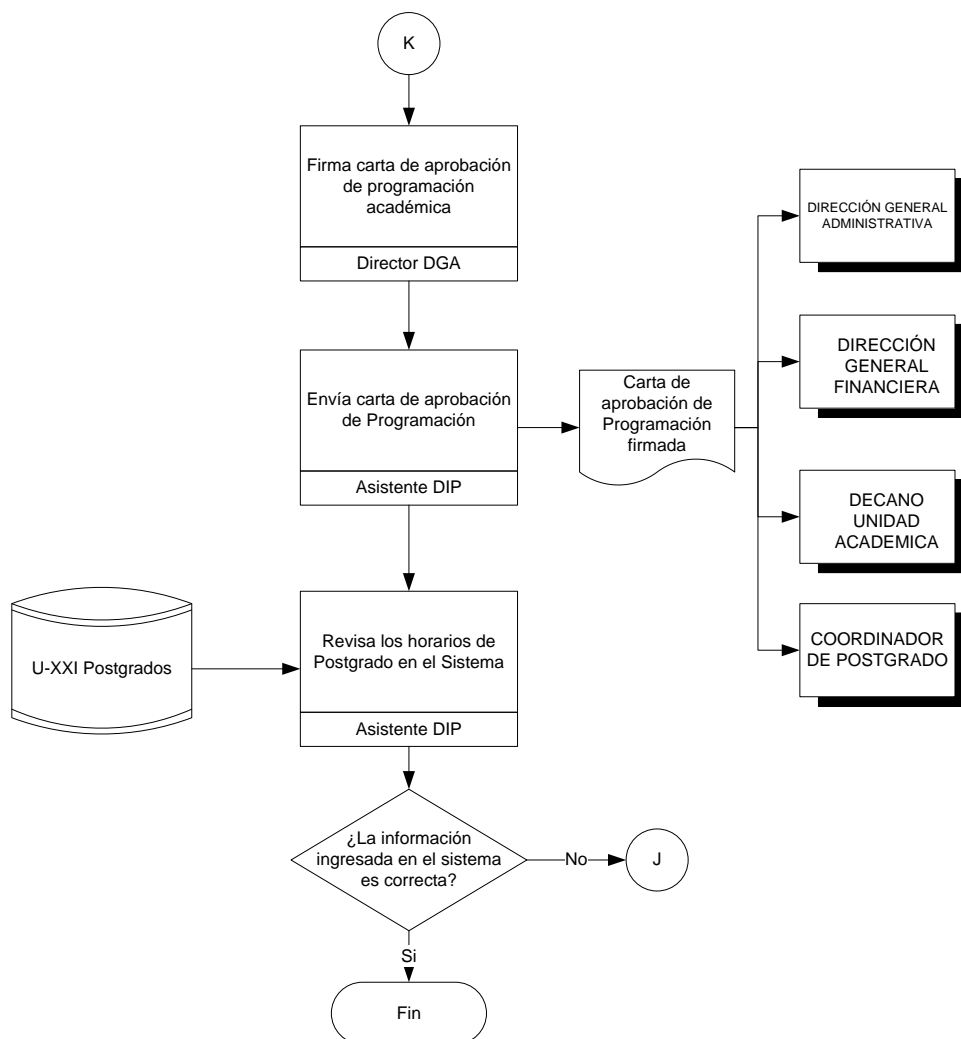 K
Firma carta de aprobación
de programación
académica
Director DGA
DIRECCIÓN GENERAL
ADMINISTRATIVA
Envía carta de aprobación
de Programación
Asistente DIP
Carta de
aprobación de
Programación
firmada
DIRECCIÓN
GENERAL
FINANCIERA
DECANO
UNIDAD
ACADEMICA
COORDINADOR
DE POSTGRADO
U-XXI Postgrados
Revisa los horarios de
Postgrado en el Sistema
Asistente DIP
¿La información
ingresada en el sistema
es correcta?
No
J
Si
Fin